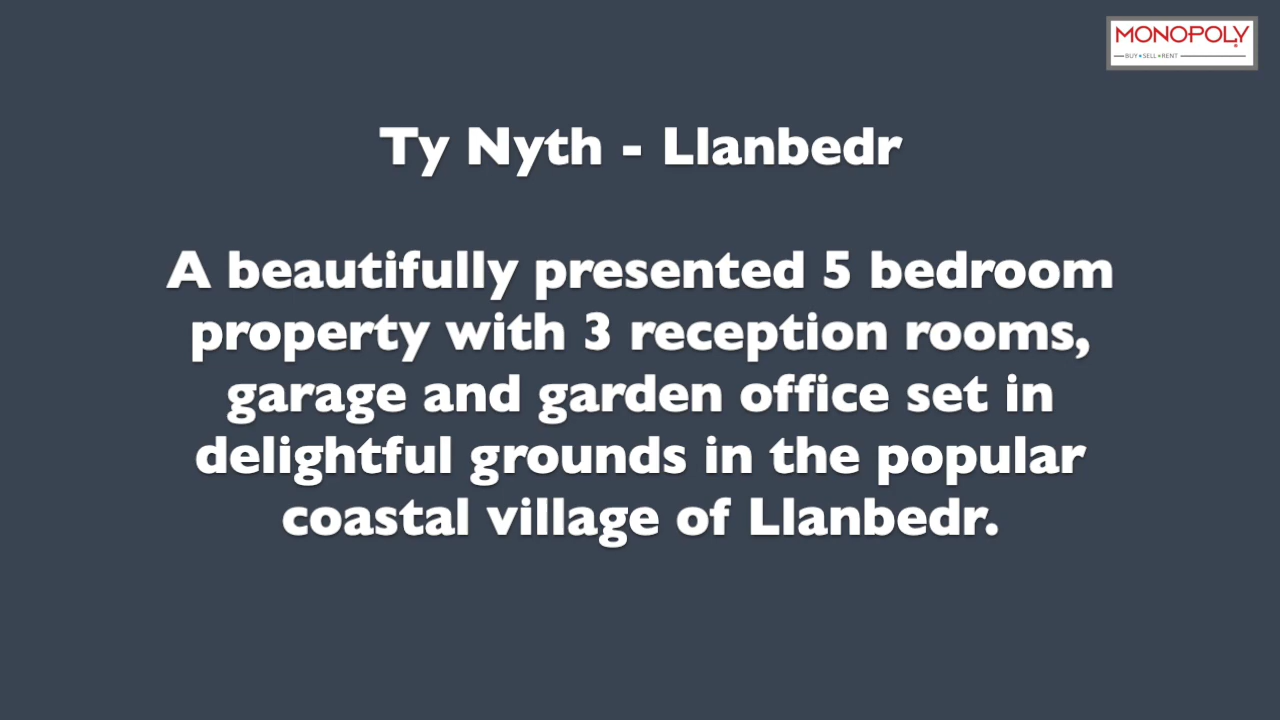 MONOPOLY
BUY • SELL • RENT
Ty Nyth - Llanbedr
A beautifully presented 5 bedroom
property with 3 reception rooms,
garage and garden office set in
delightful grounds in the popular
coastal village of Llanbedr.